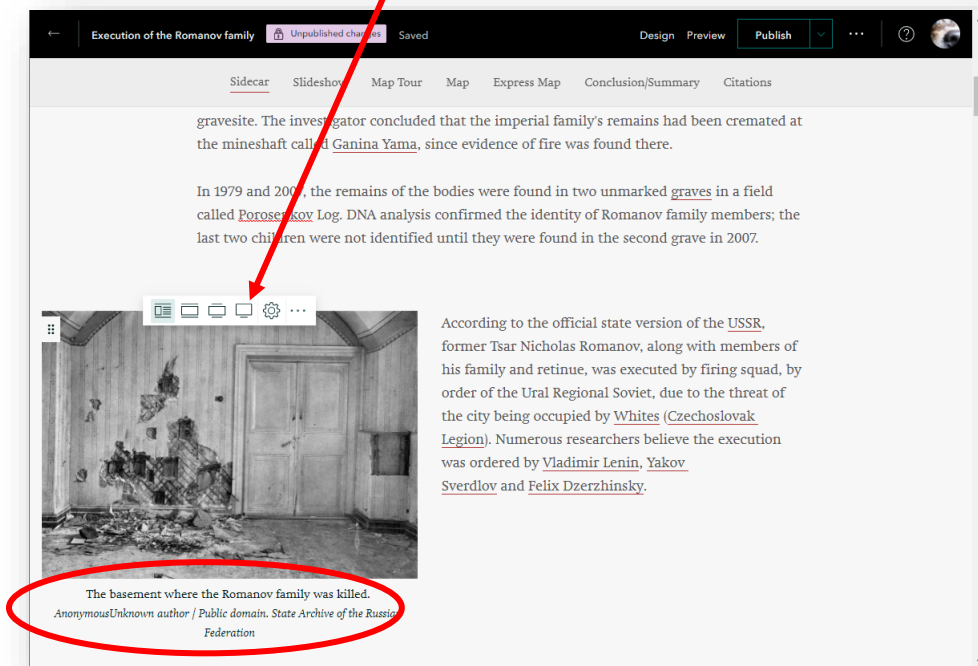 Execution of the Romanov family Unpublished changes Saved Design Preview Publish
Sidecar Slideshow Map Tour Map Express Map Conclusion/Summary Citations
gravesite. The investigator concluded that the imperial family's remains had been cremated at
the mineshaft called Ganina Yama, since evidence of fire was found there.
In 1979 and 2007, the remains of the bodies were found in two unmarked graves in a field
called Porosenkov Log. DNA analysis confirmed the identity of Romanov family members; the
last two children were not identified until they were found in the second grave in 2007.
According to the official state version of the USSR,
former Tsar Nicholas Romanov, along with members of
his family and retinue, was executed by firing squad, by
order of the Ural Regional Soviet, due to the threat of
the city being occupied by Whites (Czechoslovak
Legion). Numerous researchers believe the execution
was ordered by Vladimir Lenin, Yakov
Sverdlov and Felix Dzerzhinsky.
The basement where the Romanov family was killed.
AnonymousUnknown author / Public domain. State Archive of the Russian
Federation